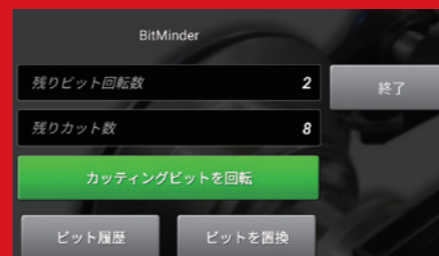 BitMinder
残りビット回転数 2
終了
残りカット数 8
カッティングビットを回転
ビット履歴 ビットを置換